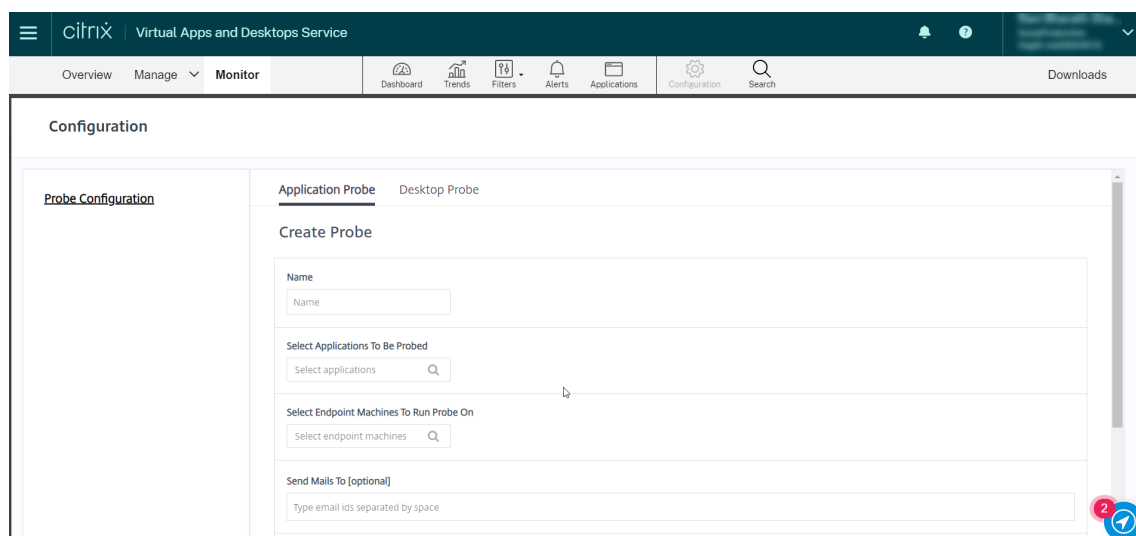 citrix | Virtual Apps and Desktops Service
?
Overview Manage Monitor Dashboard Trends Filters Alerts Applications Configuration Search Downloads
Configuration
Probe Configuration
Application Probe Desktop Probe
Create Probe
Name
Name
Select Applications To Be Probed
Select applications
Select Endpoint Machines To Run Probe On
Select endpoint machines
Send Mails To [optional]
Type email ids separated by space
2